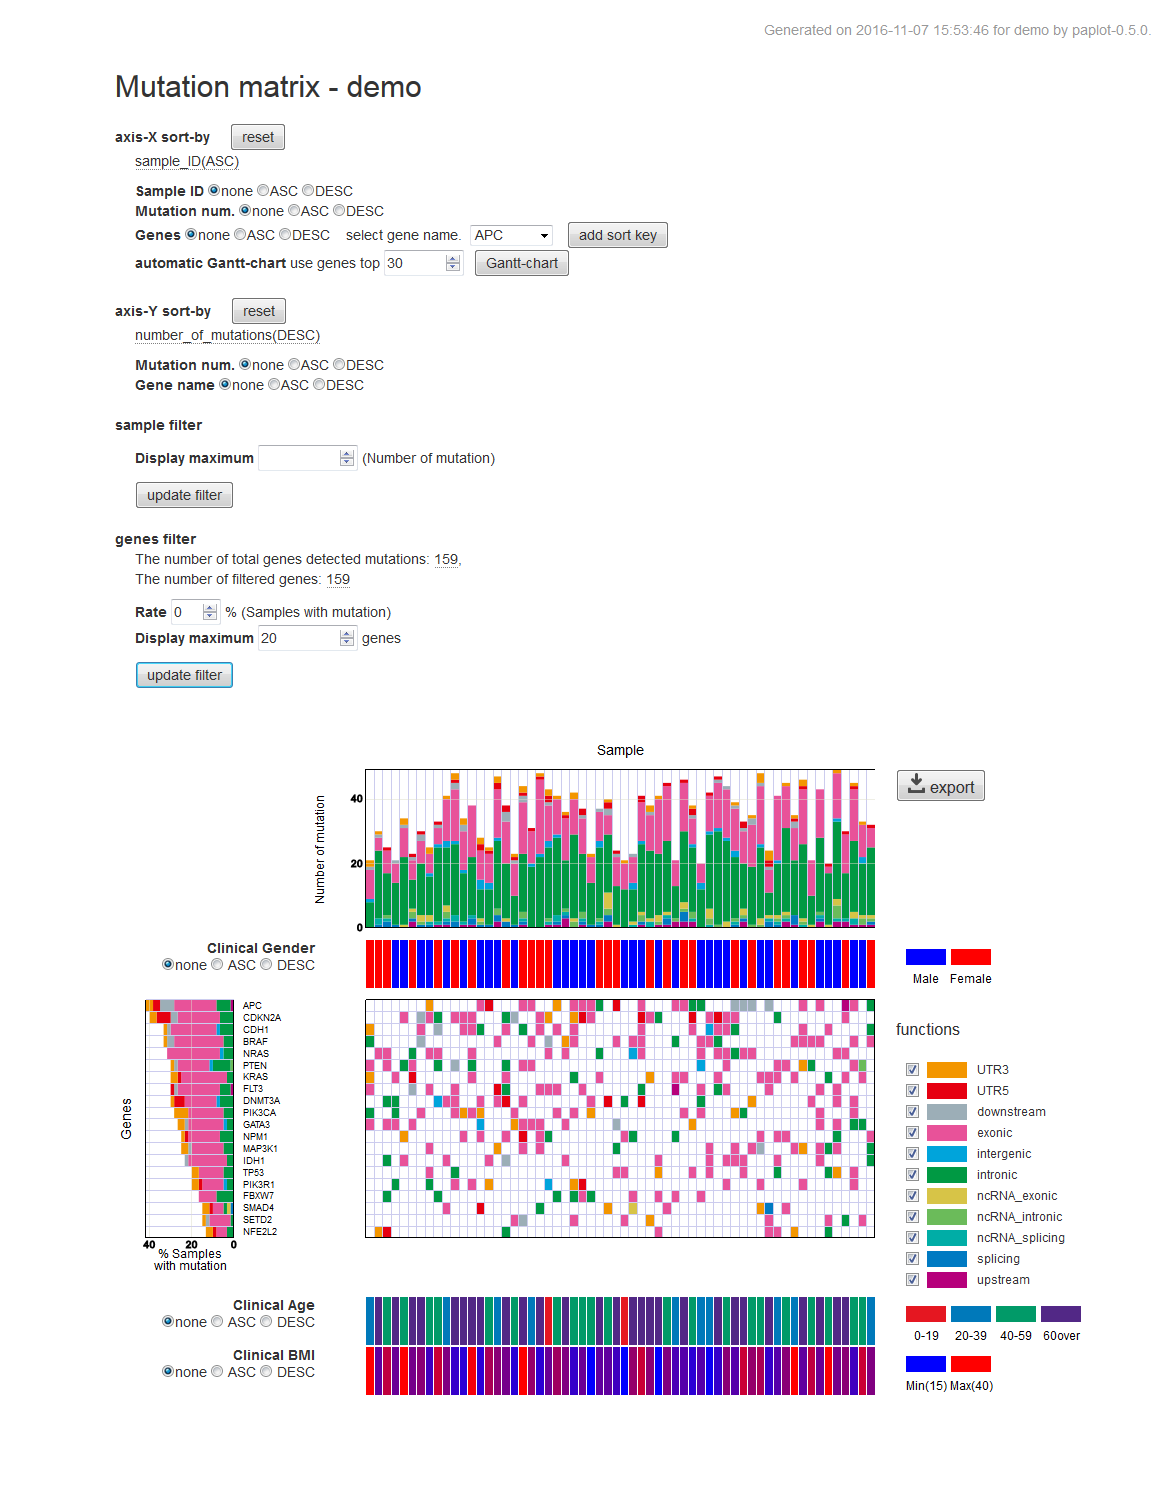 Generated on 2016-11-07 15:53:46 for demo by paplot-0.5.0.
Mutation matrix - demo
axis-X sort-by reset
sample_ID(ASC)
Sample ID none ASC DESC
Mutation num. none ASC DESC
Genes none ASC DESC select gene name. APC add sort key
automatic Gantt-chart use genes top 30 Gantt-chart
axis-Y sort-by reset
number_of_mutations(DESC)
Mutation num. none ASC DESC
Gene name none ASC DESC
sample filter
Display maximum (Number of mutation)
update filter
genes filter
The number of total genes detected mutations: 159,
The number of filtered genes: 159
Rate 0 % (Samples with mutation)
Display maximum 20 genes
update filter
Sample
export
Number of mutation
40
20
0
Clinical Gender
none ASC DESC
Male Female
Genes
APC
CDKN2A
CDH1
BRAF
NRAS
PTEN
KRAS
FLT3
DNMT3A
PIK3CA
GATA3
NPM1
MAP3K1
IDH1
TP53
PIK3R1
FBXW7
SMAD4
SETD2
NFE2L2
40 20 0
% Samples
with mutation
functions
UTR3
UTR5
downstream
exonic
intergenic
intronic
ncRNA_exonic
ncRNA_intronic
ncRNA_splicing
splicing
upstream
Clinical Age
none ASC DESC
0-19 20-39 40-59 60over
Clinical BMI
none ASC DESC
Min(15) Max(40)